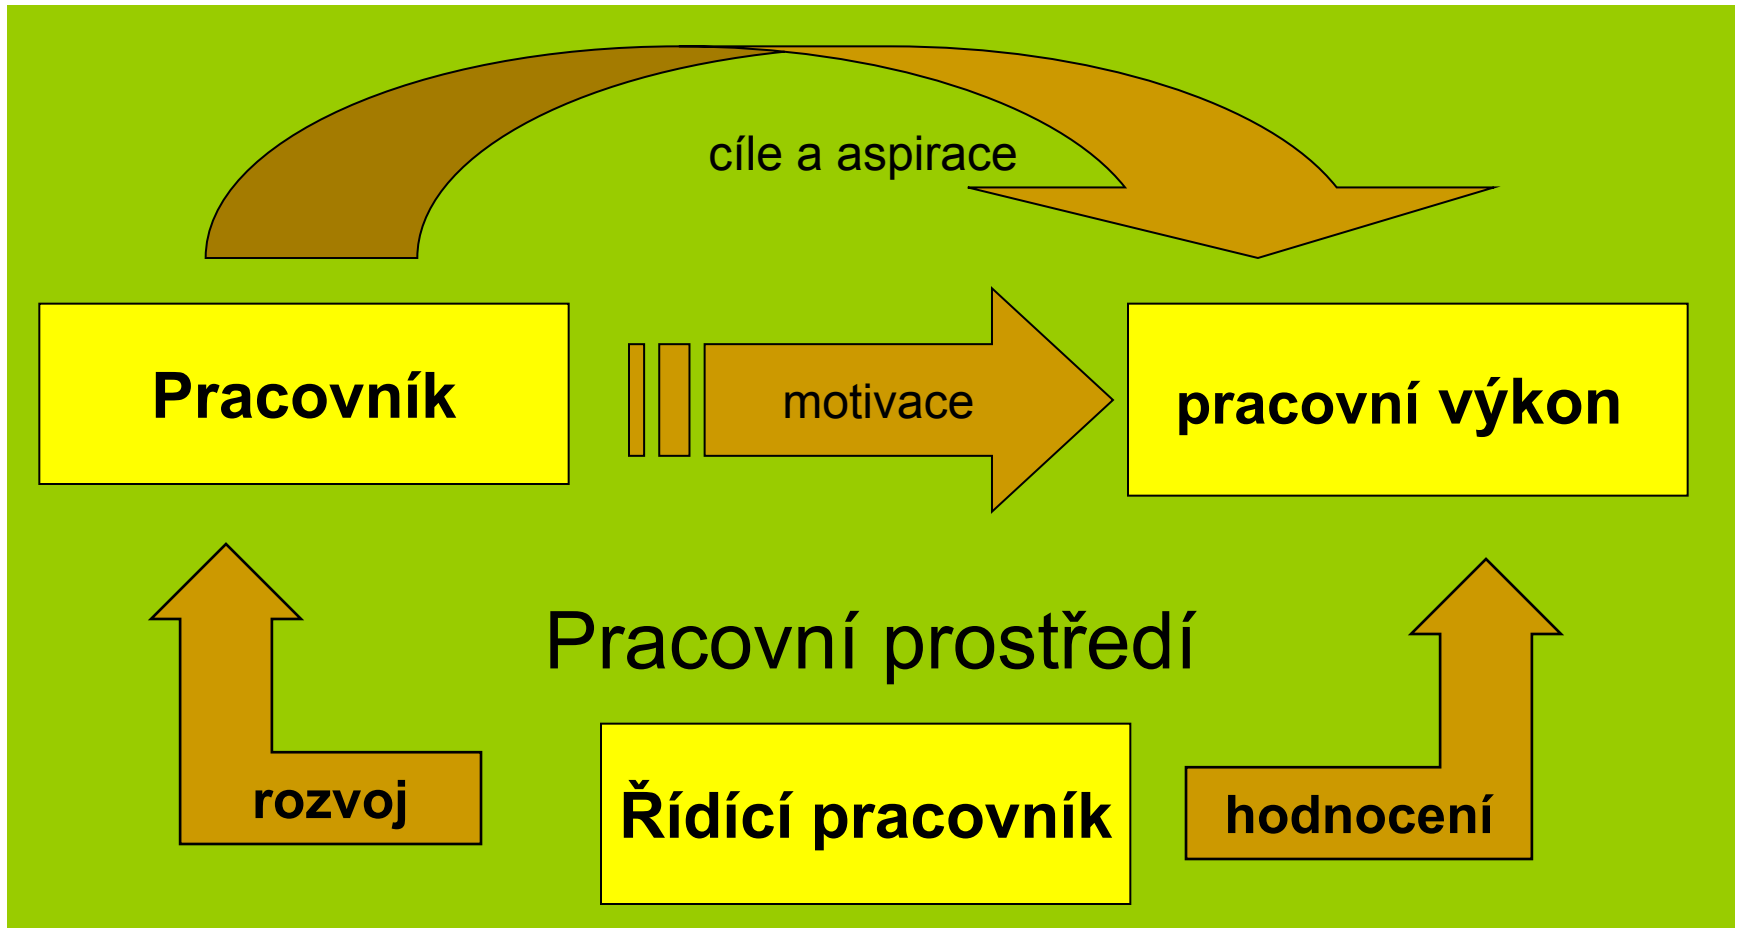 cíle a aspirace
Pracovník
motivace
pracovní výkon
Pracovní prostředí
rozvoj
Řídící pracovník
hodnocení